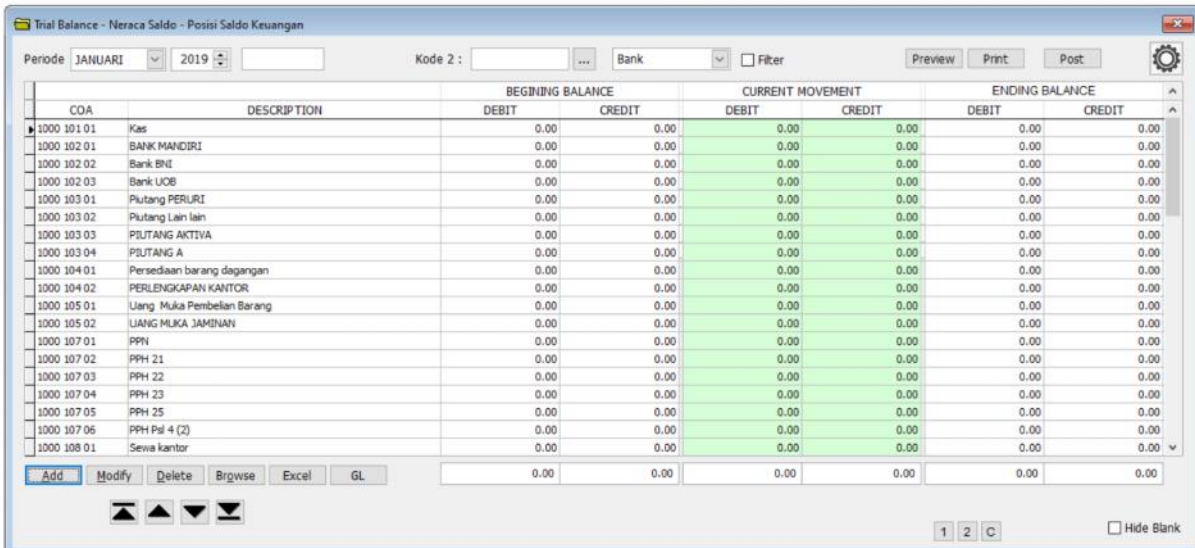 Trial Balance - Neraca Saldo - Posisi Saldo Keuangan
Periode JANUARI 2019 Kode 2 : ... Bank Filter Preview Print Post
BEGINING BALANCE CURRENT MOVEMENT ENDING BALANCE
COA DESCRIPTION DEBIT CREDIT DEBIT CREDIT DEBIT CREDIT
1000 101 01 Kas 0.00 0.00 0.00 0.00 0.00 0.00
1000 102 01 BANK MANDIRI 0.00 0.00 0.00 0.00 0.00 0.00
1000 102 02 Bank BNI 0.00 0.00 0.00 0.00 0.00 0.00
1000 102 03 Bank UOB 0.00 0.00 0.00 0.00 0.00 0.00
1000 103 01 Piutang PERURI 0.00 0.00 0.00 0.00 0.00 0.00
1000 103 02 Piutang Lain lain 0.00 0.00 0.00 0.00 0.00 0.00
1000 103 03 PIUTANG AKTIVA 0.00 0.00 0.00 0.00 0.00 0.00
1000 103 04 PIUTANG A 0.00 0.00 0.00 0.00 0.00 0.00
1000 104 01 Persediaan barang dagangan 0.00 0.00 0.00 0.00 0.00 0.00
1000 104 02 PERLENGKAPAN KANTOR 0.00 0.00 0.00 0.00 0.00 0.00
1000 105 01 Uang Muka Pembelian Barang 0.00 0.00 0.00 0.00 0.00 0.00
1000 105 02 UANG MUKA JAMINAN 0.00 0.00 0.00 0.00 0.00 0.00
1000 107 01 PPN 0.00 0.00 0.00 0.00 0.00 0.00
1000 107 02 PPH 21 0.00 0.00 0.00 0.00 0.00 0.00
1000 107 03 PPH 22 0.00 0.00 0.00 0.00 0.00 0.00
1000 107 04 PPH 23 0.00 0.00 0.00 0.00 0.00 0.00
1000 107 05 PPH 25 0.00 0.00 0.00 0.00 0.00 0.00
1000 107 06 PPH Psl 4 (2) 0.00 0.00 0.00 0.00 0.00 0.00
1000 108 01 Sewa kantor 0.00 0.00 0.00 0.00 0.00 0.00
Add Modify Delete Browse Excel GL 0.00 0.00 0.00 0.00 0.00 0.00
1 2 C Hide Blank